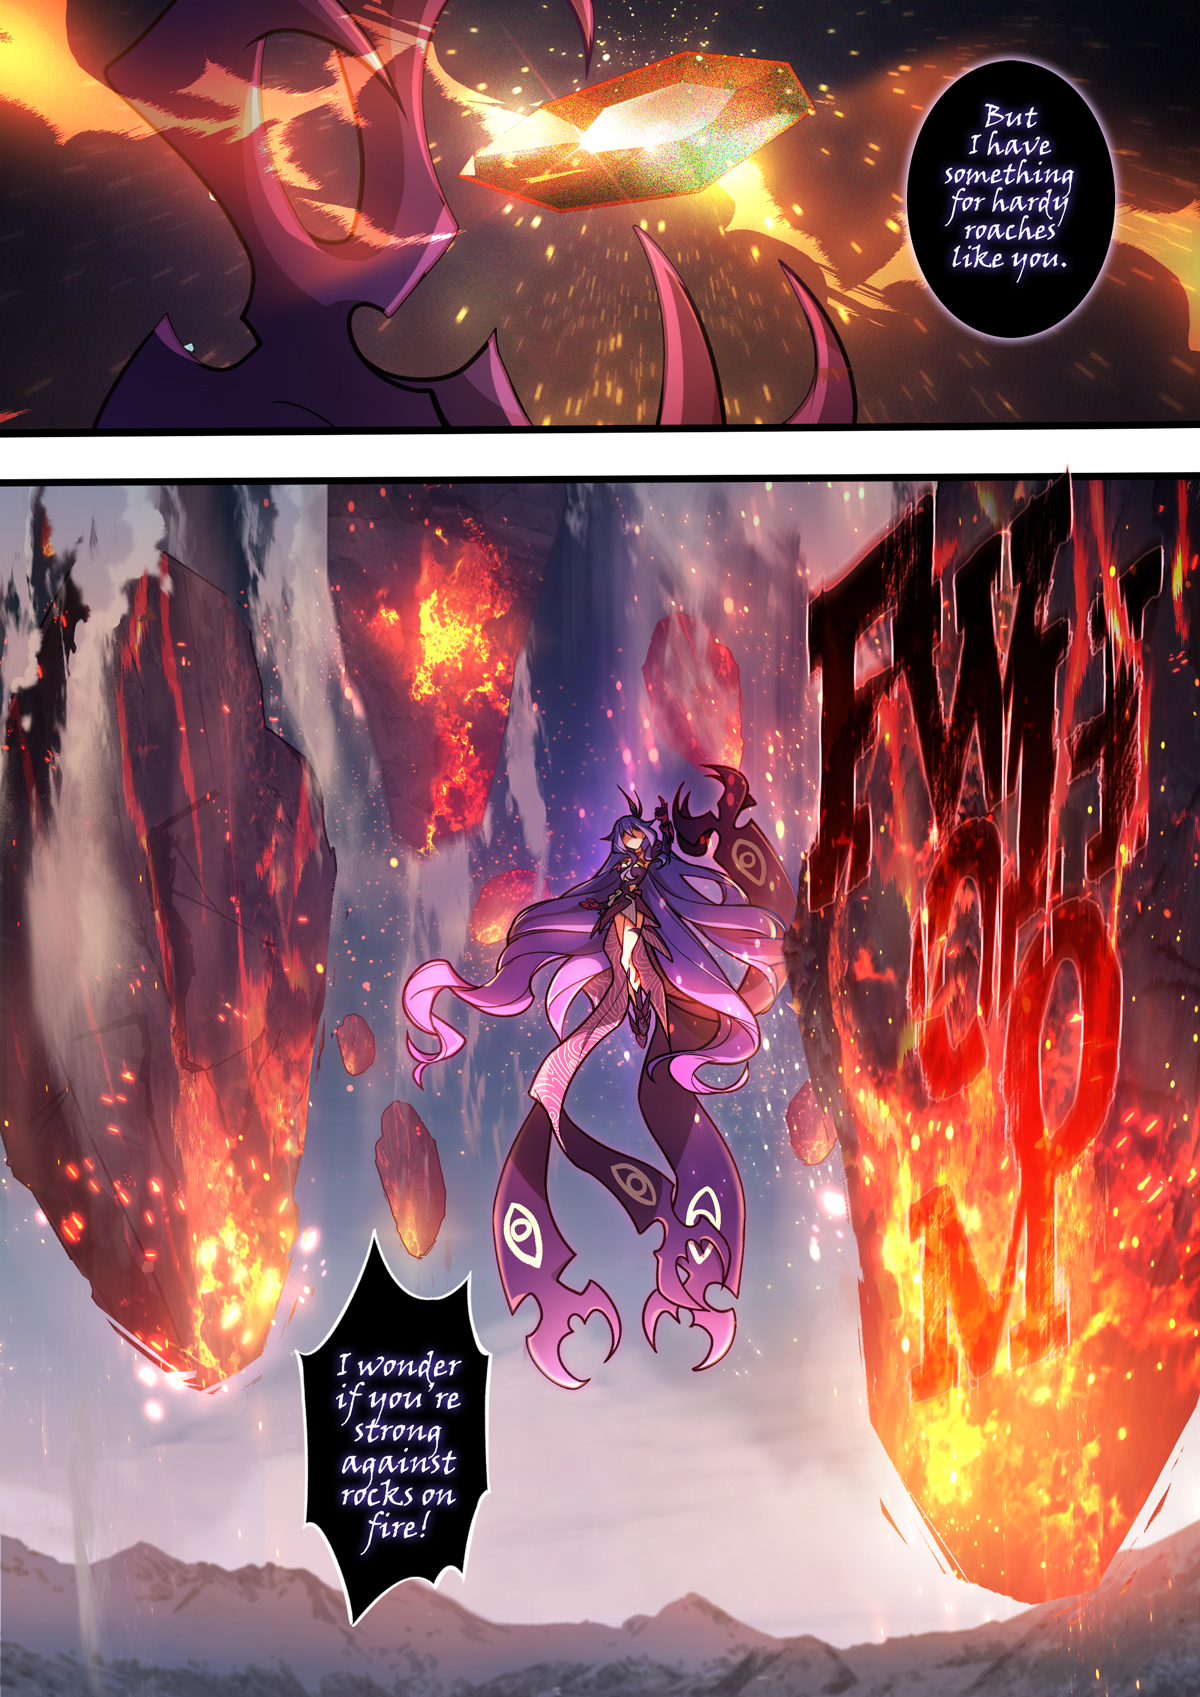 But
I have
something
for hardy
roaches
like you.
I wonder
if you're
strong
against
rocks on
fire!